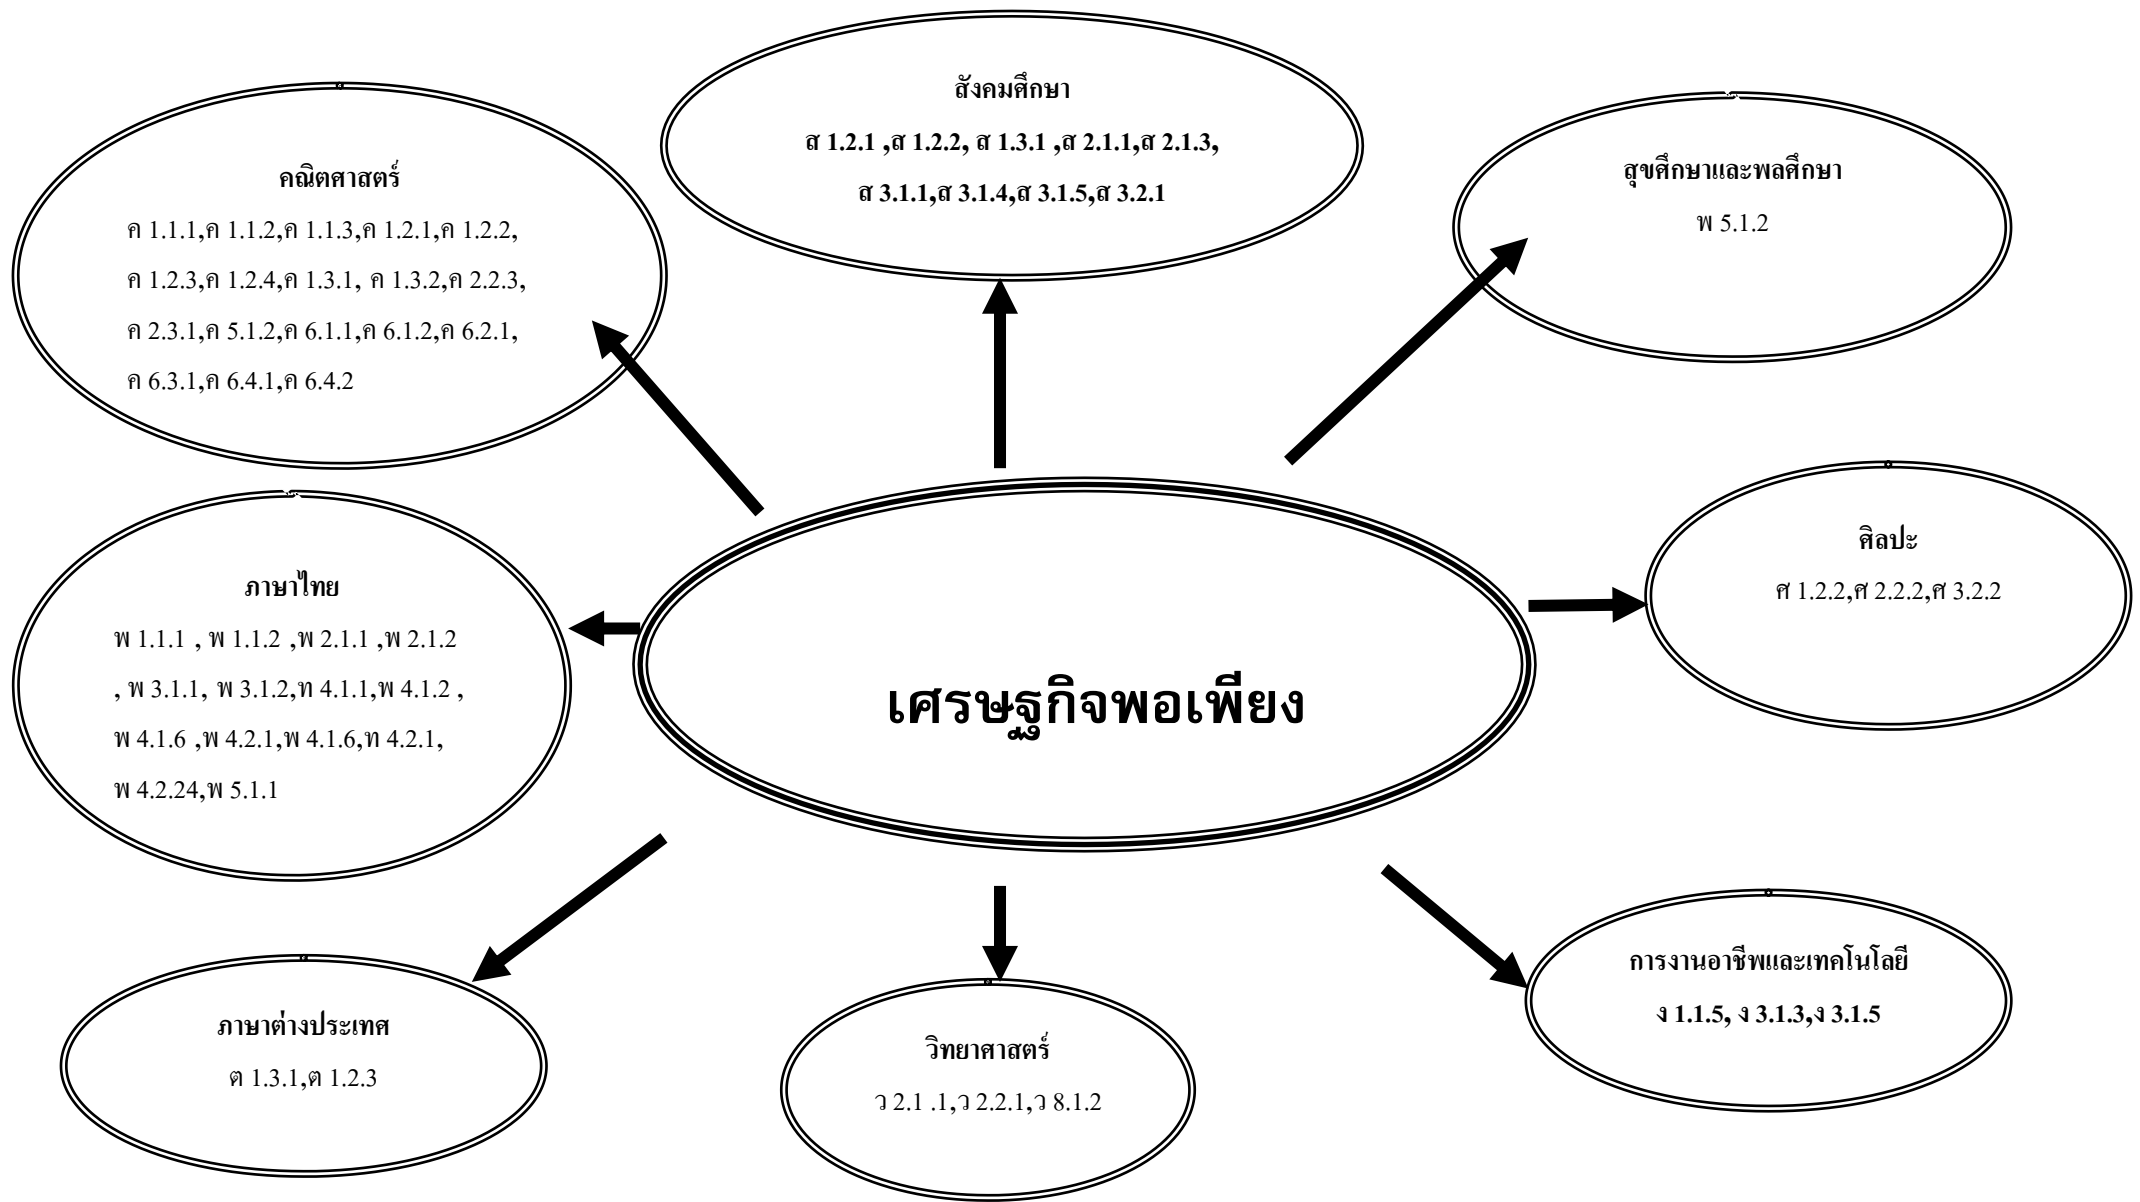 สังคมศึกษา
ส 1.2.1 ,ส 1.2.2, ส 1.3.1 ,ส 2.1.1,ส 2.1.3,
ส 3.1.1,ส 3.1.4,ส 3.1.5,ส 3.2.1
คณิตศาสตร์
ค 1.1.1,ค 1.1.2,ค 1.1.3,ค 1.2.1,ค 1.2.2,
ค 1.2.3,ค 1.2.4,ค 1.3.1, ค 1.3.2,ค 2.2.3,
ค 2.3.1,ค 5.1.2,ค 6.1.1,ค 6.1.2,ค 6.2.1,
ค 6.3.1,ค 6.4.1,ค 6.4.2
สุขศึกษาและพลศึกษา
พ 5.1.2
ศิลปะ
ศ 1.2.2,ศ 2.2.2,ศ 3.2.2
ภาษาไทย
พ 1.1.1 , พ 1.1.2 ,พ 2.1.1 ,พ 2.1.2
, พ 3.1.1, พ 3.1.2,ท 4.1.1,พ 4.1.2 ,
พ 4.1.6 ,พ 4.2.1,พ 4.1.6,ท 4.2.1,
พ 4.2.24,พ 5.1.1
เศรษฐกิจพอเพียง
การงานอาชีพและเทคโนโลยี
ง 1.1.5, ง 3.1.3,ง 3.1.5
ภาษาต่างประเทศ
ต 1.3.1,ต 1.2.3
วิทยาศาสตร์
ว 2.1 .1,ว 2.2.1,ว 8.1.2